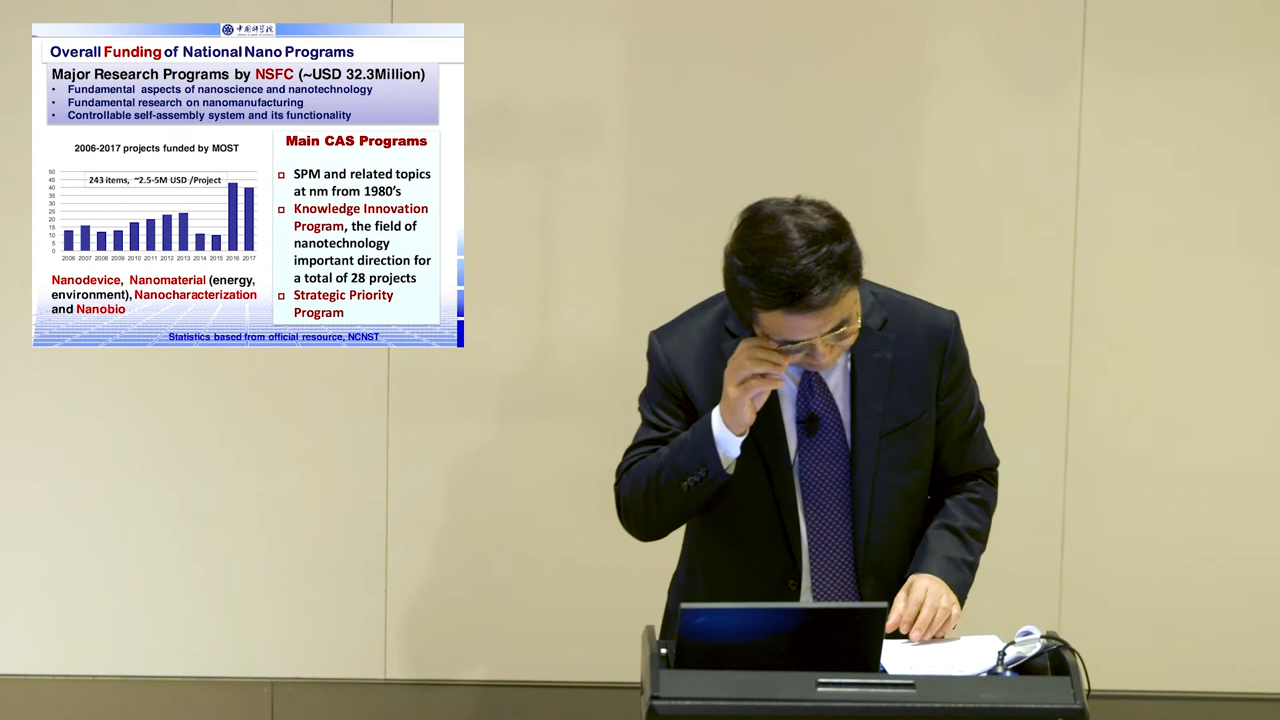 中国科学院
Overall Funding of National Nano Programs
Major Research Programs by NSFC (~USD 32.3Million)
• Fundamental aspects of nanoscience and nanotechnology
• Fundamental research on nanomanufacturing
• Controllable self-assembly system and its functionality
2006-2017 projects funded by MOST
243 items, ~2.5-5M USD /Project
50
45
40
35
30
25
20
15
10
5
0
2006 2007 2008 2009 2010 2011 2012 2013 2014 2015 2016 2017
Nanodevice, Nanomaterial (energy,
environment), Nanocharacterization
and Nanobio
Main CAS Programs
SPM and related topics
at nm from 1980's
Knowledge Innovation
Program, the field of
nanotechnology
important direction for
a total of 28 projects
Strategic Priority
Program
Statistics based from official resource, NCNST